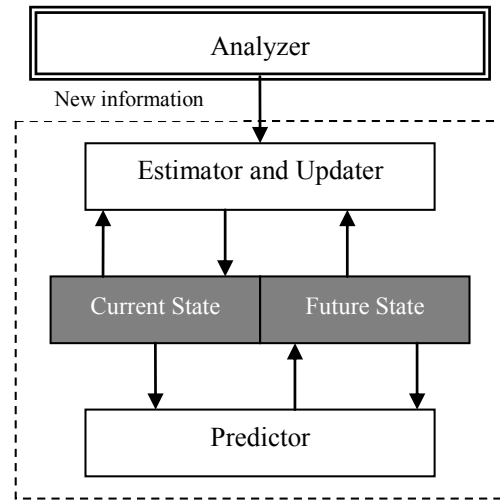 Analyzer
New information
Estimator and Updater
Current State
Future State
Predictor